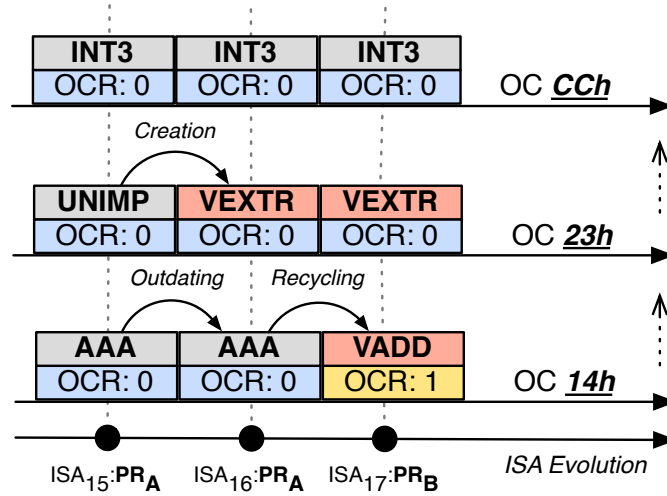 INT3 INT3 INT3
OCR: 0 OCR: 0 OCR: 0 OC CCh
Creation
UNIMP VEXTR VEXTR
OCR: 0 OCR: 0 OCR: 0 OC 23h
Outdating Recycling
AAA AAA VADD
OCR: 0 OCR: 0 OCR: 1 OC 14h
ISA15:PRA ISA16:PRA ISA17:PRB ISA Evolution